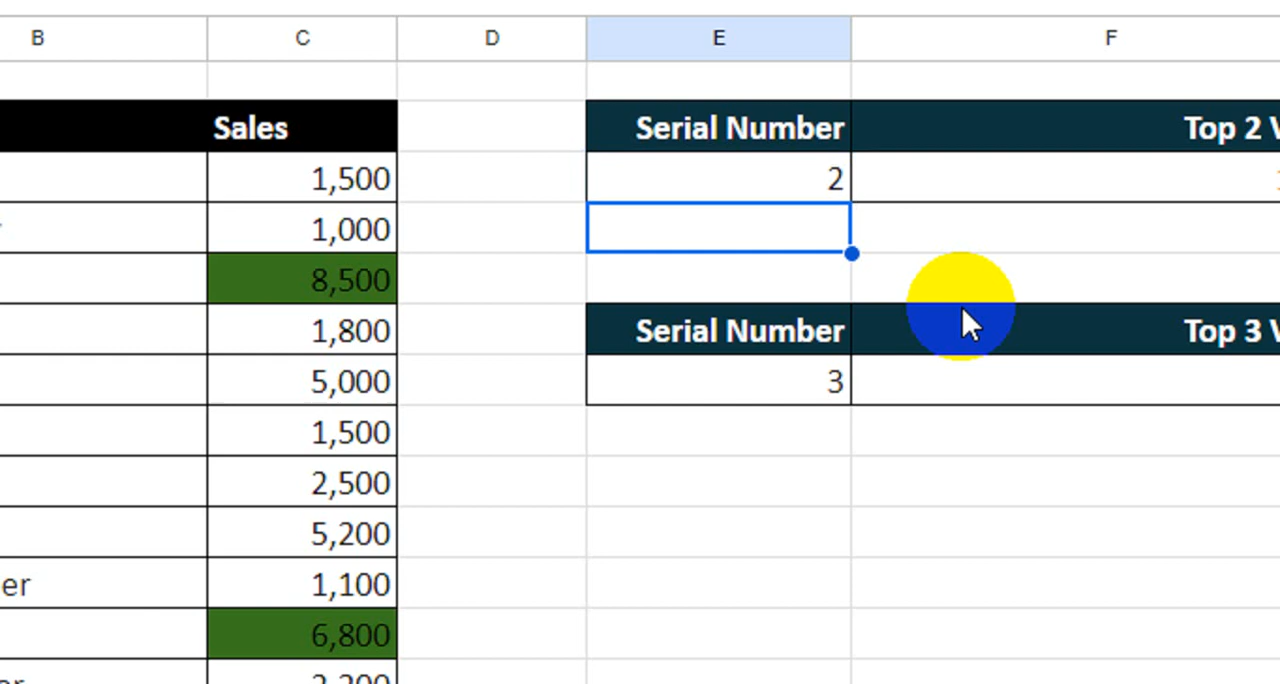 B C D E F
Sales Serial Number Top 2
1,500 2
1,000
8,500
1,800 Serial Number Top 3
5,000 3
1,500
2,500
5,200
er 1,100
6,800